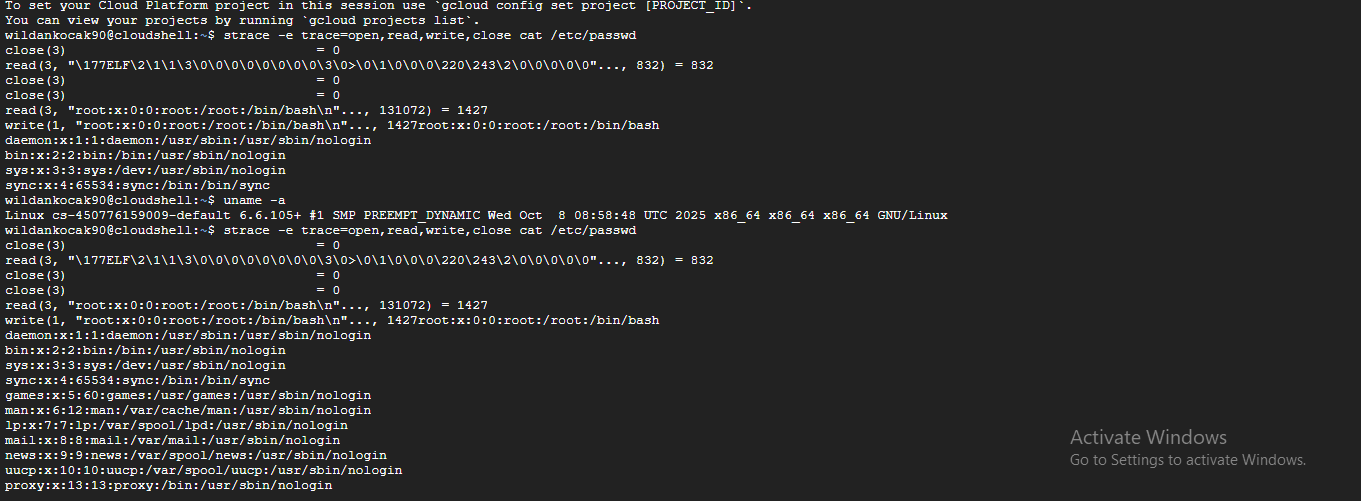 To set your Cloud Platform project in this session use `gcloud config set project [PROJECT_ID]`.
You can view your projects by running `gcloud projects list`.
wildankocak90@cloudshell:~$ strace -e trace=open,read,write,close cat /etc/passwd
close(3)                                = 0
read(3, "\177ELF\2\1\1\3\0\0\0\0\0\0\0\0\3\0>\0\1\0\0\0\220\243\2\0\0\0\0\0"..., 832) = 832
close(3)                                = 0
close(3)                                = 0
read(3, "root:x:0:0:root:/root:/bin/bash\n"..., 131072) = 1427
write(1, "root:x:0:0:root:/root:/bin/bash\n"..., 1427root:x:0:0:root:/root:/bin/bash
daemon:x:1:1:daemon:/usr/sbin:/usr/sbin/nologin
bin:x:2:2:bin:/bin:/usr/sbin/nologin
sys:x:3:3:sys:/dev:/usr/sbin/nologin
sync:x:4:65534:sync:/bin:/bin/sync
wildankocak90@cloudshell:~$ uname -a
Linux cs-450776159009-default 6.6.105+ #1 SMP PREEMPT_DYNAMIC Wed Oct  8 08:58:48 UTC 2025 x86_64 x86_64 x86_64 GNU/Linux
wildankocak90@cloudshell:~$ strace -e trace=open,read,write,close cat /etc/passwd
close(3)                                = 0
read(3, "\177ELF\2\1\1\3\0\0\0\0\0\0\0\0\3\0>\0\1\0\0\0\220\243\2\0\0\0\0\0"..., 832) = 832
close(3)                                = 0
close(3)                                = 0
read(3, "root:x:0:0:root:/root:/bin/bash\n"..., 131072) = 1427
write(1, "root:x:0:0:root:/root:/bin/bash\n"..., 1427root:x:0:0:root:/root:/bin/bash
daemon:x:1:1:daemon:/usr/sbin:/usr/sbin/nologin
bin:x:2:2:bin:/bin:/usr/sbin/nologin
sys:x:3:3:sys:/dev:/usr/sbin/nologin
sync:x:4:65534:sync:/bin:/bin/sync
games:x:5:60:games:/usr/games:/usr/sbin/nologin
man:x:6:12:man:/var/cache/man:/usr/sbin/nologin
lp:x:7:7:lp:/var/spool/lpd:/usr/sbin/nologin
mail:x:8:8:mail:/var/mail:/usr/sbin/nologin
news:x:9:9:news:/var/spool/news:/usr/sbin/nologin
uucp:x:10:10:uucp:/var/spool/uucp:/usr/sbin/nologin
proxy:x:13:13:proxy:/bin:/usr/sbin/nologin
Activate Windows
Go to Settings to activate Windows.